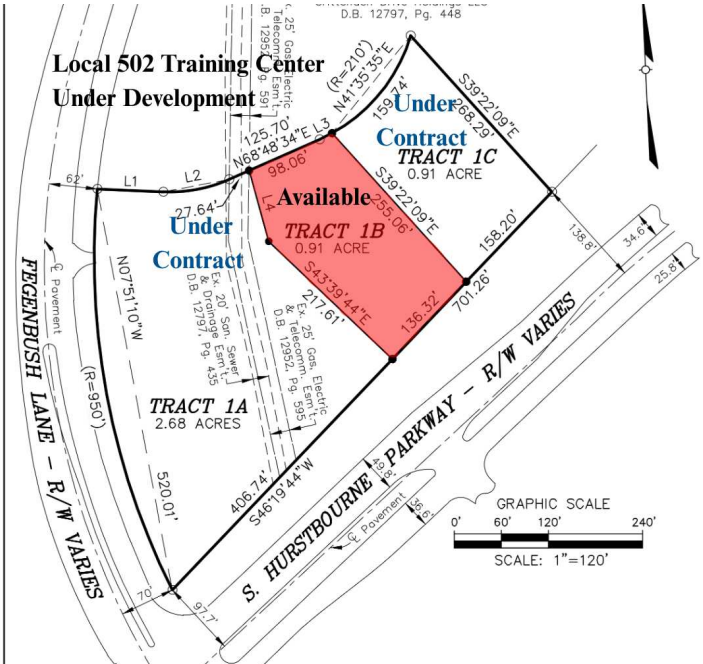 D.B. 12797, Pg. 448
Local 502 Training Center
Under Development
Ex. 25' Gas, Electric
& Telecomm. Esm't.
D.B. 12952, Pg. 591
(R=210')
N41°35'35"E
159.74'
Under
Contract
S39°22'09"E
268.29'
TRACT 1C
0.91 ACRE
125.70'
L3
N68°48'34"E
98.06'
62'
L1
L2
27.64'
L4
Available
S39°22'09"E
255.06'
TRACT 1B
0.91 ACRE
Under
Contract
158.20'
138.8'
34.6'
25.8'
701.26'
136.32'
S43°39'44"E
217.61'
N07°51'10"W
℄ Pavement
FEGENBUSH LANE - R/W VARIES
(R=950')
Ex. 20' San. Sewer
& Drainage Esm't.
D.B. 12797, Pg. 435
Ex. 25' Gas, Electric
& Telecomm. Esm't.
D.B. 12952, Pg. 595
TRACT 1A
2.68 ACRES
520.01'
406.74'
S46°19'44"W
S. HURSTBOURNE PARKWAY - R/W VARIES
49.8'
36.6'
℄ Pavement
70'
97.7'
GRAPHIC SCALE
0' 60' 120' 240'
SCALE: 1"=120'